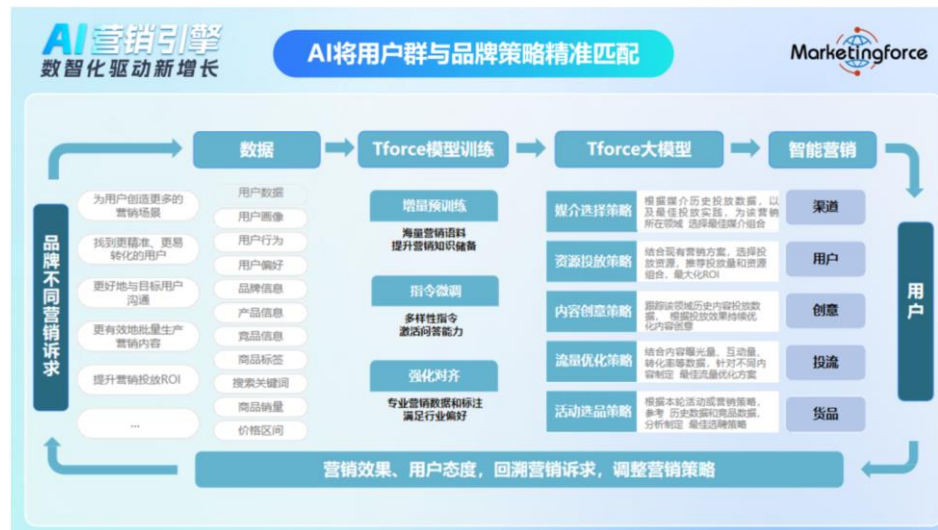 AI营销引擎
数智化驱动新增长
AI将用户群与品牌策略精准匹配
Marketingforce
数据
Tforce模型训练
Tforce大模型
智能营销
品牌不同营销诉求
为用户创造更多的
营销场景
找到更精准、更易
转化的用户
更好地与目标用户
沟通
更有效地批量生产
营销内容
提升营销投放ROI
...
用户数据
用户画像
用户行为
用户偏好
品牌信息
产品信息
竞品信息
商品标签
搜索关键词
商品销量
价格区间
增量预训练
海量营销语料
提升营销知识储备
指令微调
多样性指令
激活问答能力
强化对齐
专业营销数据和标注
满足行业偏好
媒介选择策略
根据媒介历史投放数据，以
及最佳投放实践，为该营销
所在领域 选择最佳媒介组合
资源投放策略
结合现有营销方案，选择投
放资源，推荐投放量和资源
组合，最大化ROI
内容创意策略
跟踪该领域历史内容投放数
据， 根据投放效果持续优
化内容创意
流量优化策略
结合内容曝光量、互动量、
转化率等数据，针对不同内
容制定 最佳流量优化方案
活动选品策略
根据本轮活动或营销策略，
参考 历史数据和竞品数据，
分析制定 最佳选聘策略
渠道
用户
创意
投流
货品
用户
营销效果、用户态度，回溯营销诉求，调整营销策略